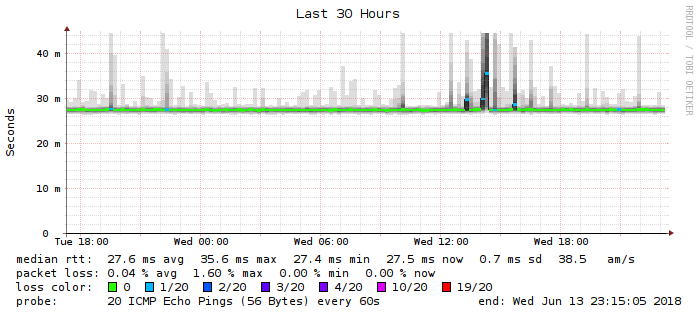 Last 30 Hours
RRDTOOL / TOBI OETIKER
Seconds
40 m
30 m
20 m
10 m
0
Tue 18:00 Wed 00:00 Wed 06:00 Wed 12:00 Wed 18:00
median rtt: 27.6 ms avg 35.6 ms max 27.4 ms min 27.5 ms now 0.7 ms sd 38.5 am/s
packet loss: 0.04 % avg 1.60 % max 0.00 % min 0.00 % now
loss color: 0 1/20 2/20 3/20 4/20 10/20 19/20
probe: 20 ICMP Echo Pings (56 Bytes) every 60s end: Wed Jun 13 23:15:05 2018